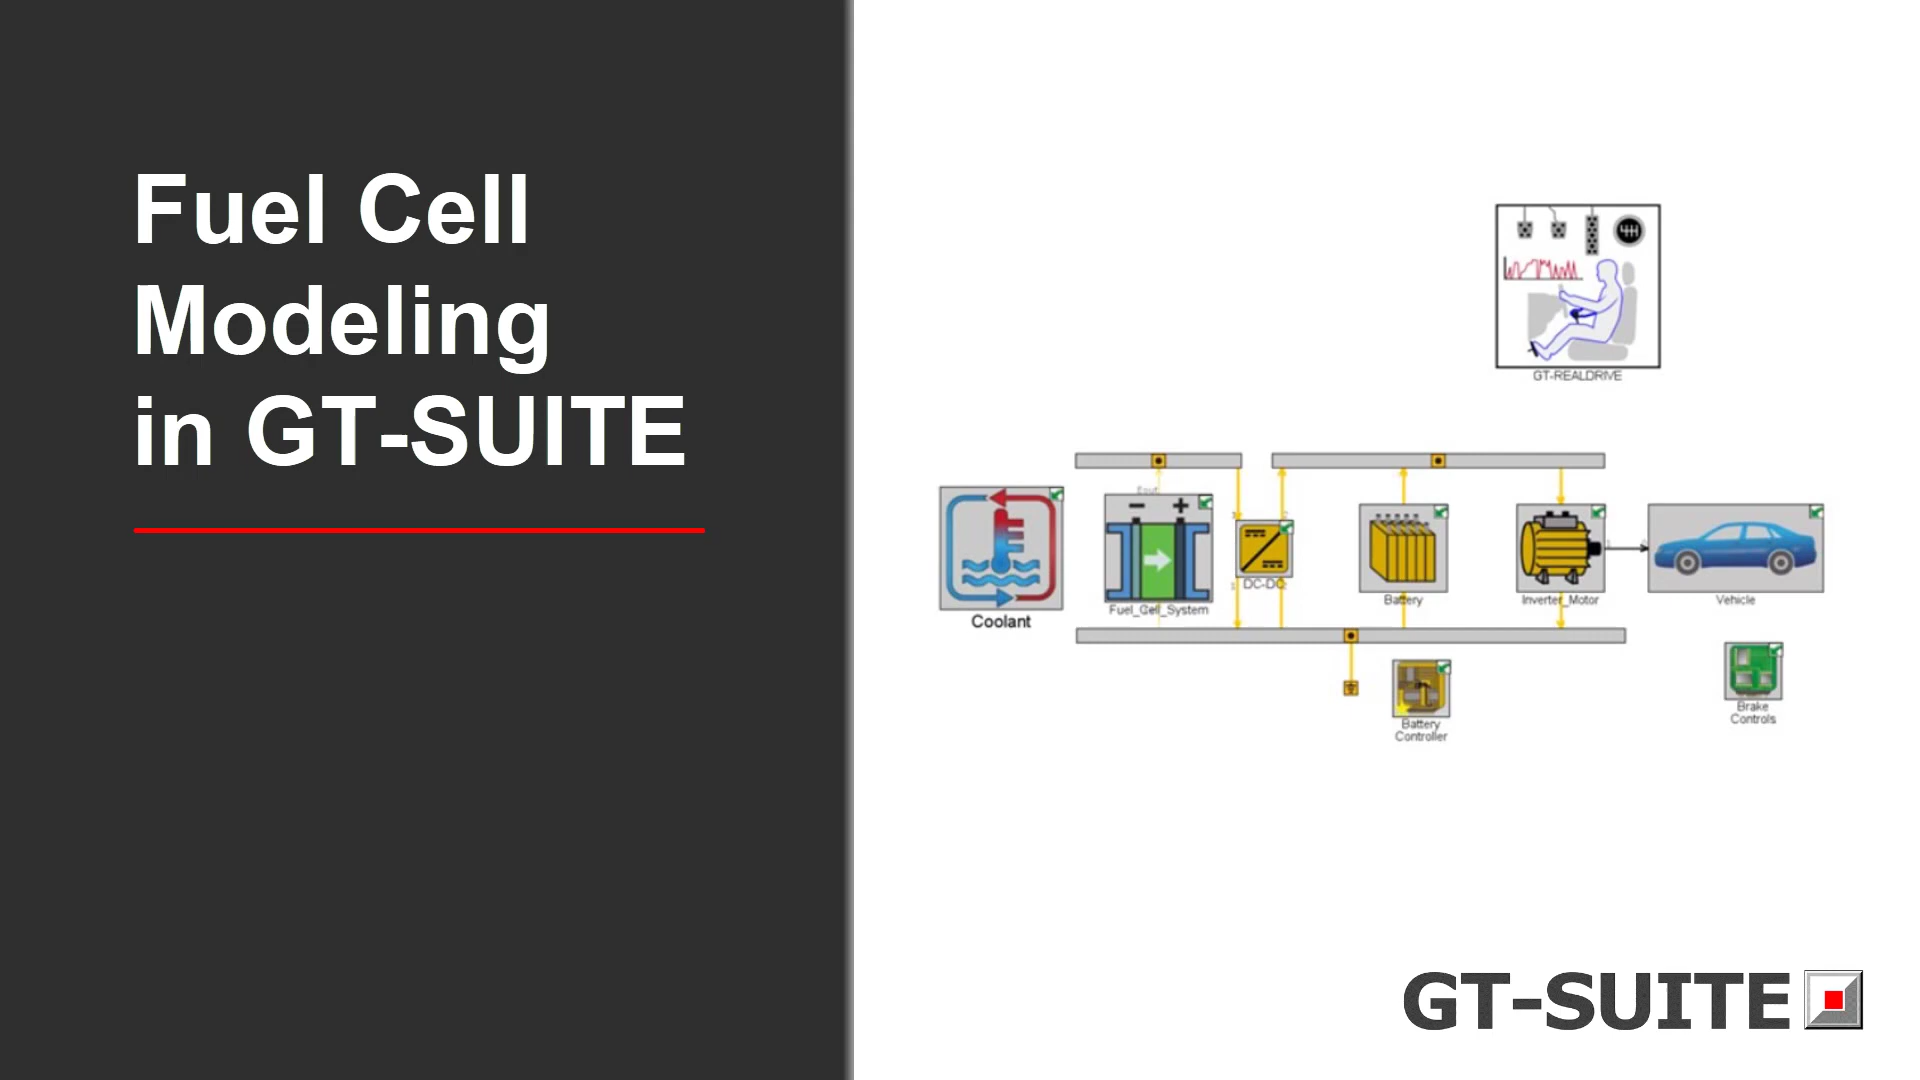 Fuel Cell
Modeling
in GT-SUITE
GT-REALDRIVE
Coolant
Fuel_Cell_System
DC-DC
Battery
Inverter_Motor
Vehicle
Battery
Controller
Brake
Controls
GT-SUITE